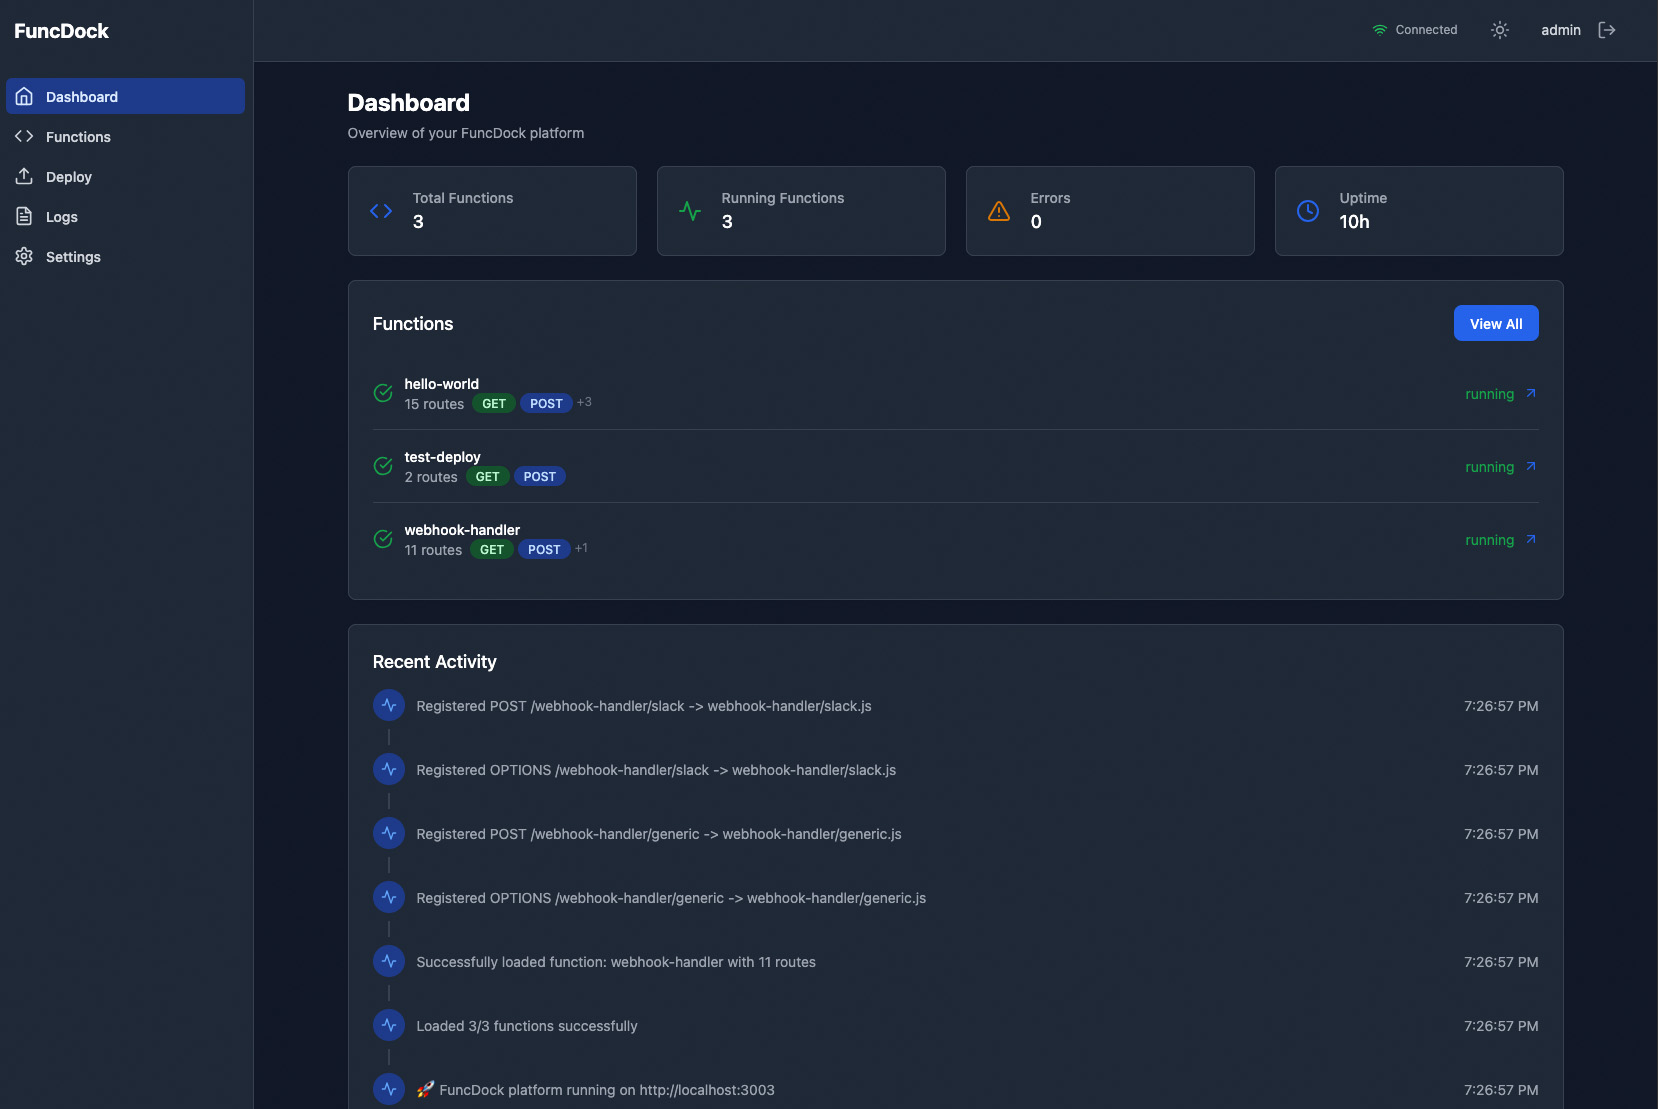 FuncDock
Connected
admin
Dashboard
Functions
Deploy
Logs
Settings
Dashboard
Overview of your FuncDock platform
Total Functions
3
Running Functions
3
Errors
0
Uptime
10h
Functions
View All
hello-world
15 routes GET POST +3
running
test-deploy
2 routes GET POST
running
webhook-handler
11 routes GET POST +1
running
Recent Activity
Registered POST /webhook-handler/slack -> webhook-handler/slack.js 7:26:57 PM
Registered OPTIONS /webhook-handler/slack -> webhook-handler/slack.js 7:26:57 PM
Registered POST /webhook-handler/generic -> webhook-handler/generic.js 7:26:57 PM
Registered OPTIONS /webhook-handler/generic -> webhook-handler/generic.js 7:26:57 PM
Successfully loaded function: webhook-handler with 11 routes 7:26:57 PM
Loaded 3/3 functions successfully 7:26:57 PM
🚀 FuncDock platform running on http://localhost:3003 7:26:57 PM